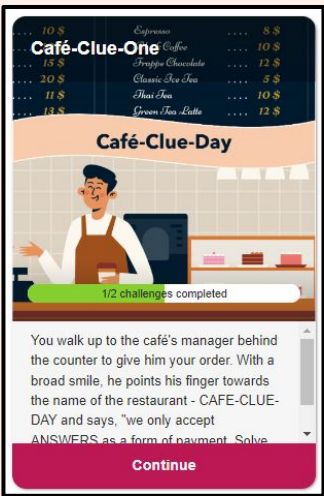 .... 10 $ Espresso .... 8 $
Café-Clue-One Coffee .... 10 $
.... 15 $ Frappe Chocolate .... 12 $
.... 20 $ Classic Ice Tea .... 5 $
.... 11 $ Thai Tea .... 10 $
.... 13 $ Green Tea Latte .... 12 $
Café-Clue-Day
1/2 challenges completed
You walk up to the café's manager behind
the counter to give him your order. With a
broad smile, he points his finger towards
the name of the restaurant - CAFE-CLUE-
DAY and says, "we only accept
ANSWERS as a form of payment. Solve
Continue